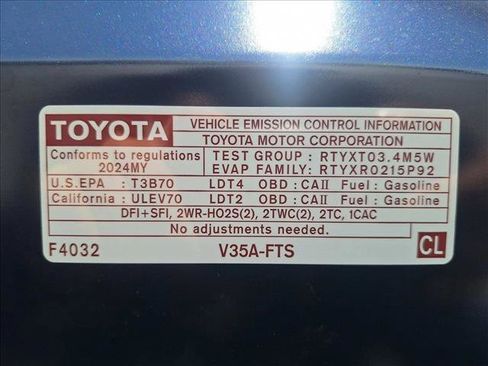 TOYOTA
VEHICLE EMISSION CONTROL INFORMATION
TOYOTA MOTOR CORPORATION
Conforms to regulations
2024MY
TEST GROUP : RTYXT03.4M5W
EVAP FAMILY: RTYXR0215P92
U.S.EPA : T3B70 LDT4 OBD : CAII Fuel : Gasoline
California : ULEV70 LDT2 OBD : CAII Fuel : Gasoline
DFI+SFI, 2WR-HO2S(2), 2TWC(2), 2TC, 1CAC
No adjustments needed.
F4032 V35A-FTS CL